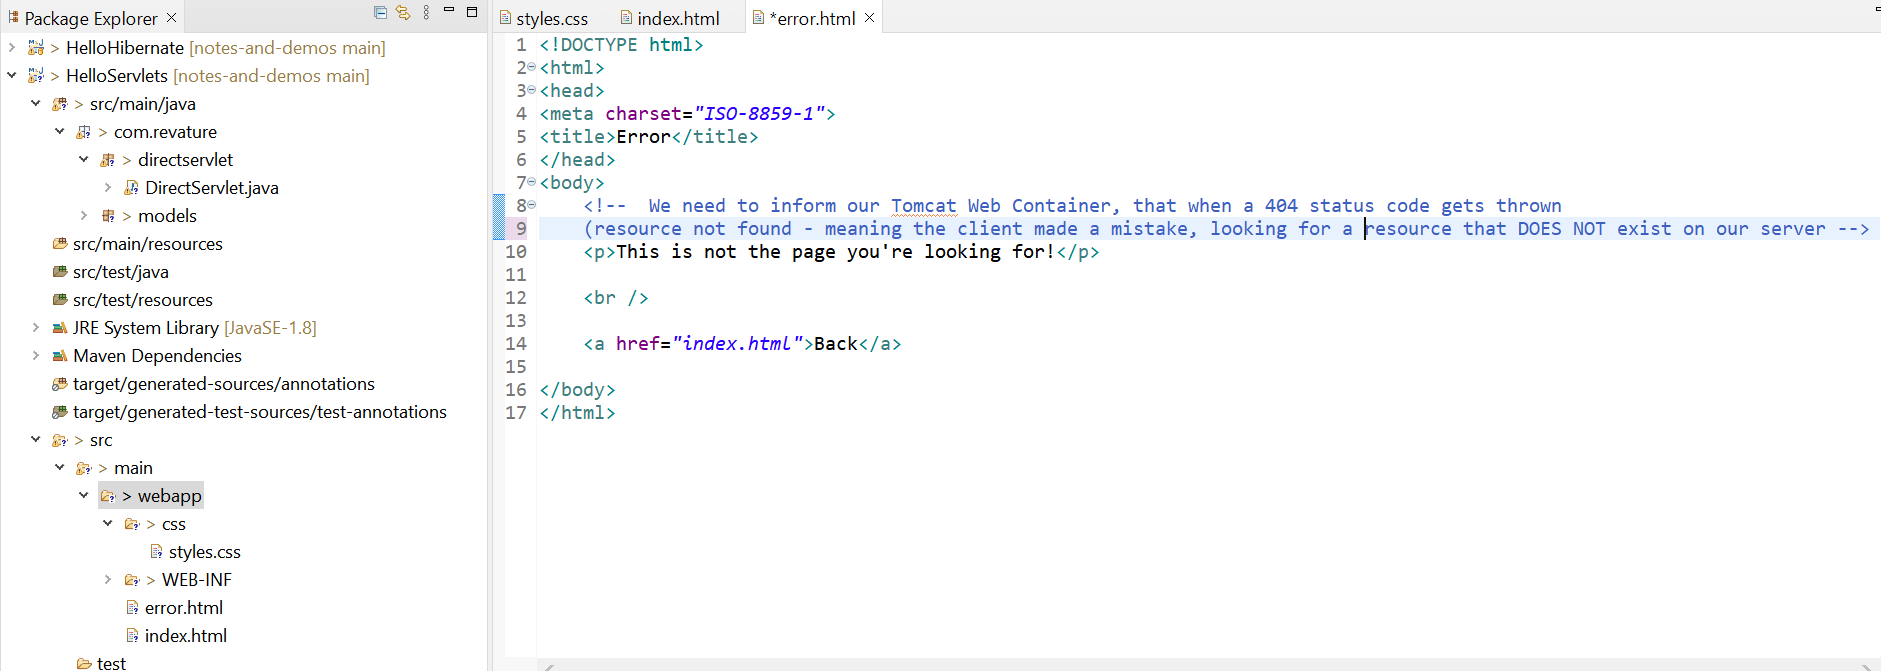 Package Explorer
> HelloHibernate [notes-and-demos main]
> HelloServlets [notes-and-demos main]
> src/main/java
> com.revature
> directservlet
DirectServlet.java
> models
src/main/resources
src/test/java
src/test/resources
JRE System Library [JavaSE-1.8]
Maven Dependencies
target/generated-sources/annotations
target/generated-test-sources/test-annotations
> src
> main
> webapp
> css
styles.css
> WEB-INF
error.html
index.html
test
styles.css index.html *error.html
1 <!DOCTYPE html>
2 <html>
3 <head>
4 <meta charset="ISO-8859-1">
5 <title>Error</title>
6 </head>
7 <body>
8 <!-- We need to inform our Tomcat Web Container, that when a 404 status code gets thrown
9 (resource not found - meaning the client made a mistake, looking for a resource that DOES NOT exist on our server -->
10 <p>This is not the page you're looking for!</p>
11
12 <br />
13
14 <a href="index.html">Back</a>
15
16 </body>
17 </html>